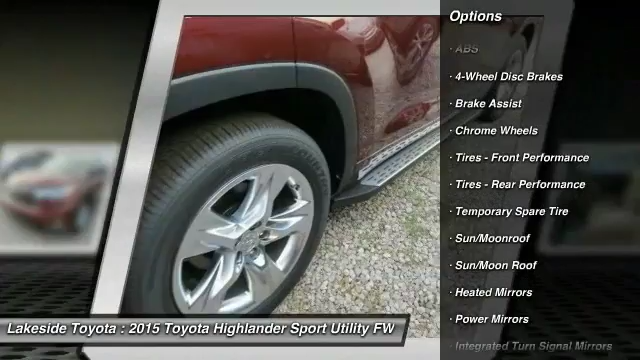 Options
ABS
4-Wheel Disc Brakes
Brake Assist
Chrome Wheels
Tires - Front Performance
Tires - Rear Performance
Temporary Spare Tire
Sun/Moonroof
Sun/Moon Roof
Heated Mirrors
Power Mirrors
Integrated Turn Signal Mirrors
Lakeside Toyota : 2015 Toyota Highlander Sport Utility FW